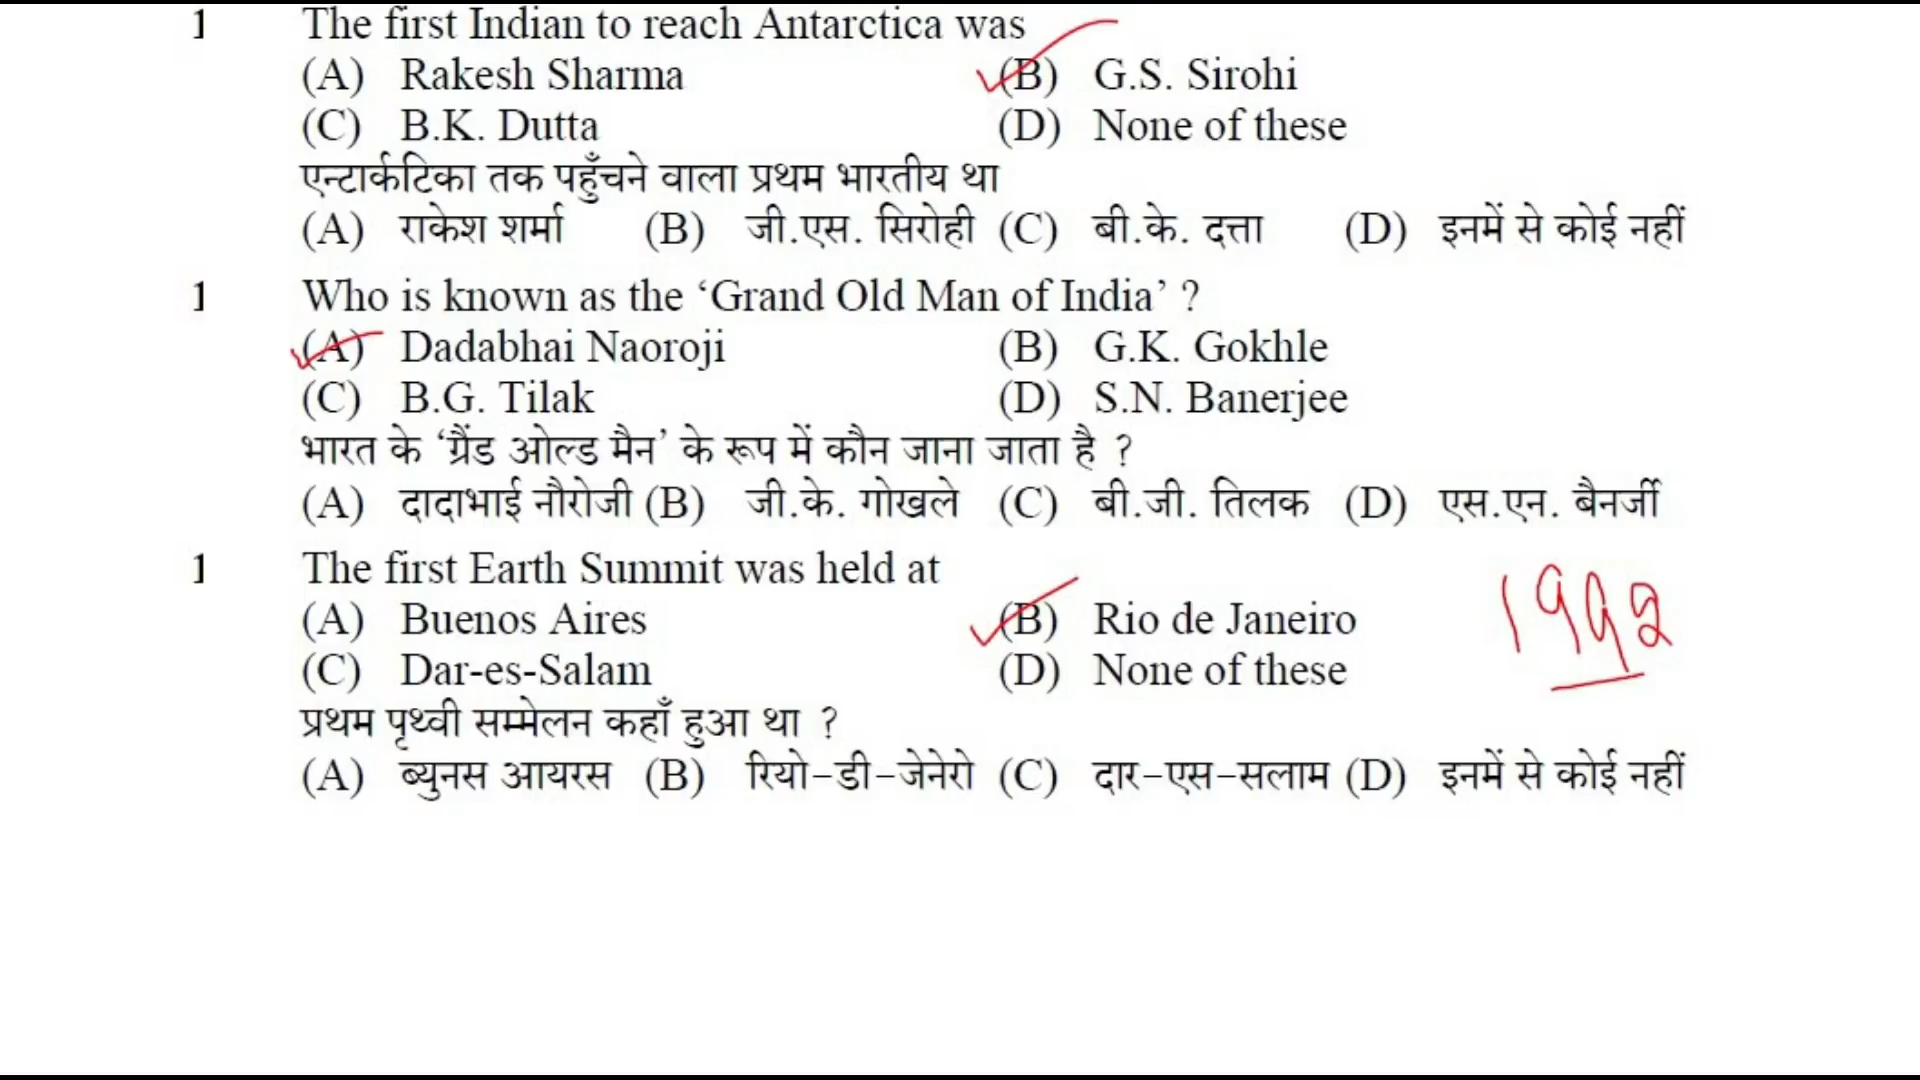 1 The first Indian to reach Antarctica was
(A) Rakesh Sharma (B) G.S. Sirohi
(C) B.K. Dutta (D) None of these
एन्टार्कटिका तक पहुँचने वाला प्रथम भारतीय था
(A) राकेश शर्मा (B) जी.एस. सिरोही (C) बी.के. दत्ता (D) इनमें से कोई नहीं
1 Who is known as the ‘Grand Old Man of India’ ?
(A) Dadabhai Naoroji (B) G.K. Gokhle
(C) B.G. Tilak (D) S.N. Banerjee
भारत के ‘ग्रैंड ओल्ड मैन’ के रूप में कौन जाना जाता है ?
(A) दादाभाई नौरोजी (B) जी.के. गोखले (C) बी.जी. तिलक (D) एस.एन. बैनर्जी
1 The first Earth Summit was held at
(A) Buenos Aires (B) Rio de Janeiro 1992
(C) Dar-es-Salam (D) None of these
प्रथम पृथ्वी सम्मेलन कहाँ हुआ था ?
(A) ब्युनस आयरस (B) रियो-डी-जेनेरो (C) दार-एस-सलाम (D) इनमें से कोई नहीं